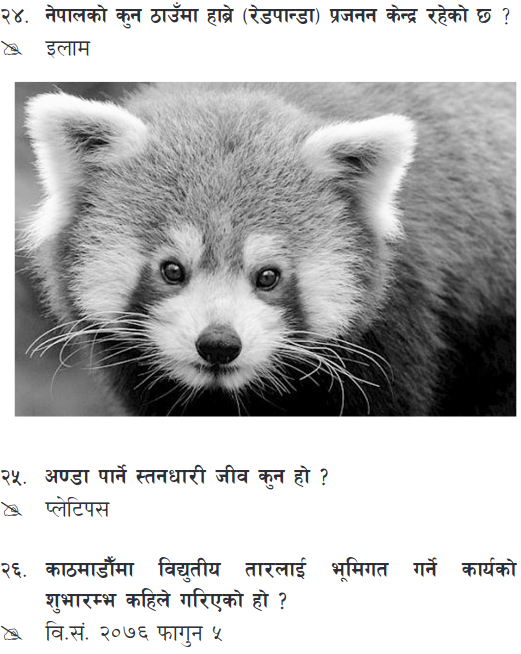 २४. नेपालको कुन ठाउँमा हाब्रे (रेडपान्डा) प्रजनन केन्द्र रहेको छ ?
इलाम
२५. अण्डा पार्ने स्तनधारी जीव कुन हो ?
प्लेटिपस
२६. काठमाडौँमा विद्युतीय तारलाई भूमिगत गर्ने कार्यको
शुभारम्भ कहिले गरिएको हो ?
वि.सं. २०७६ फागुन ५